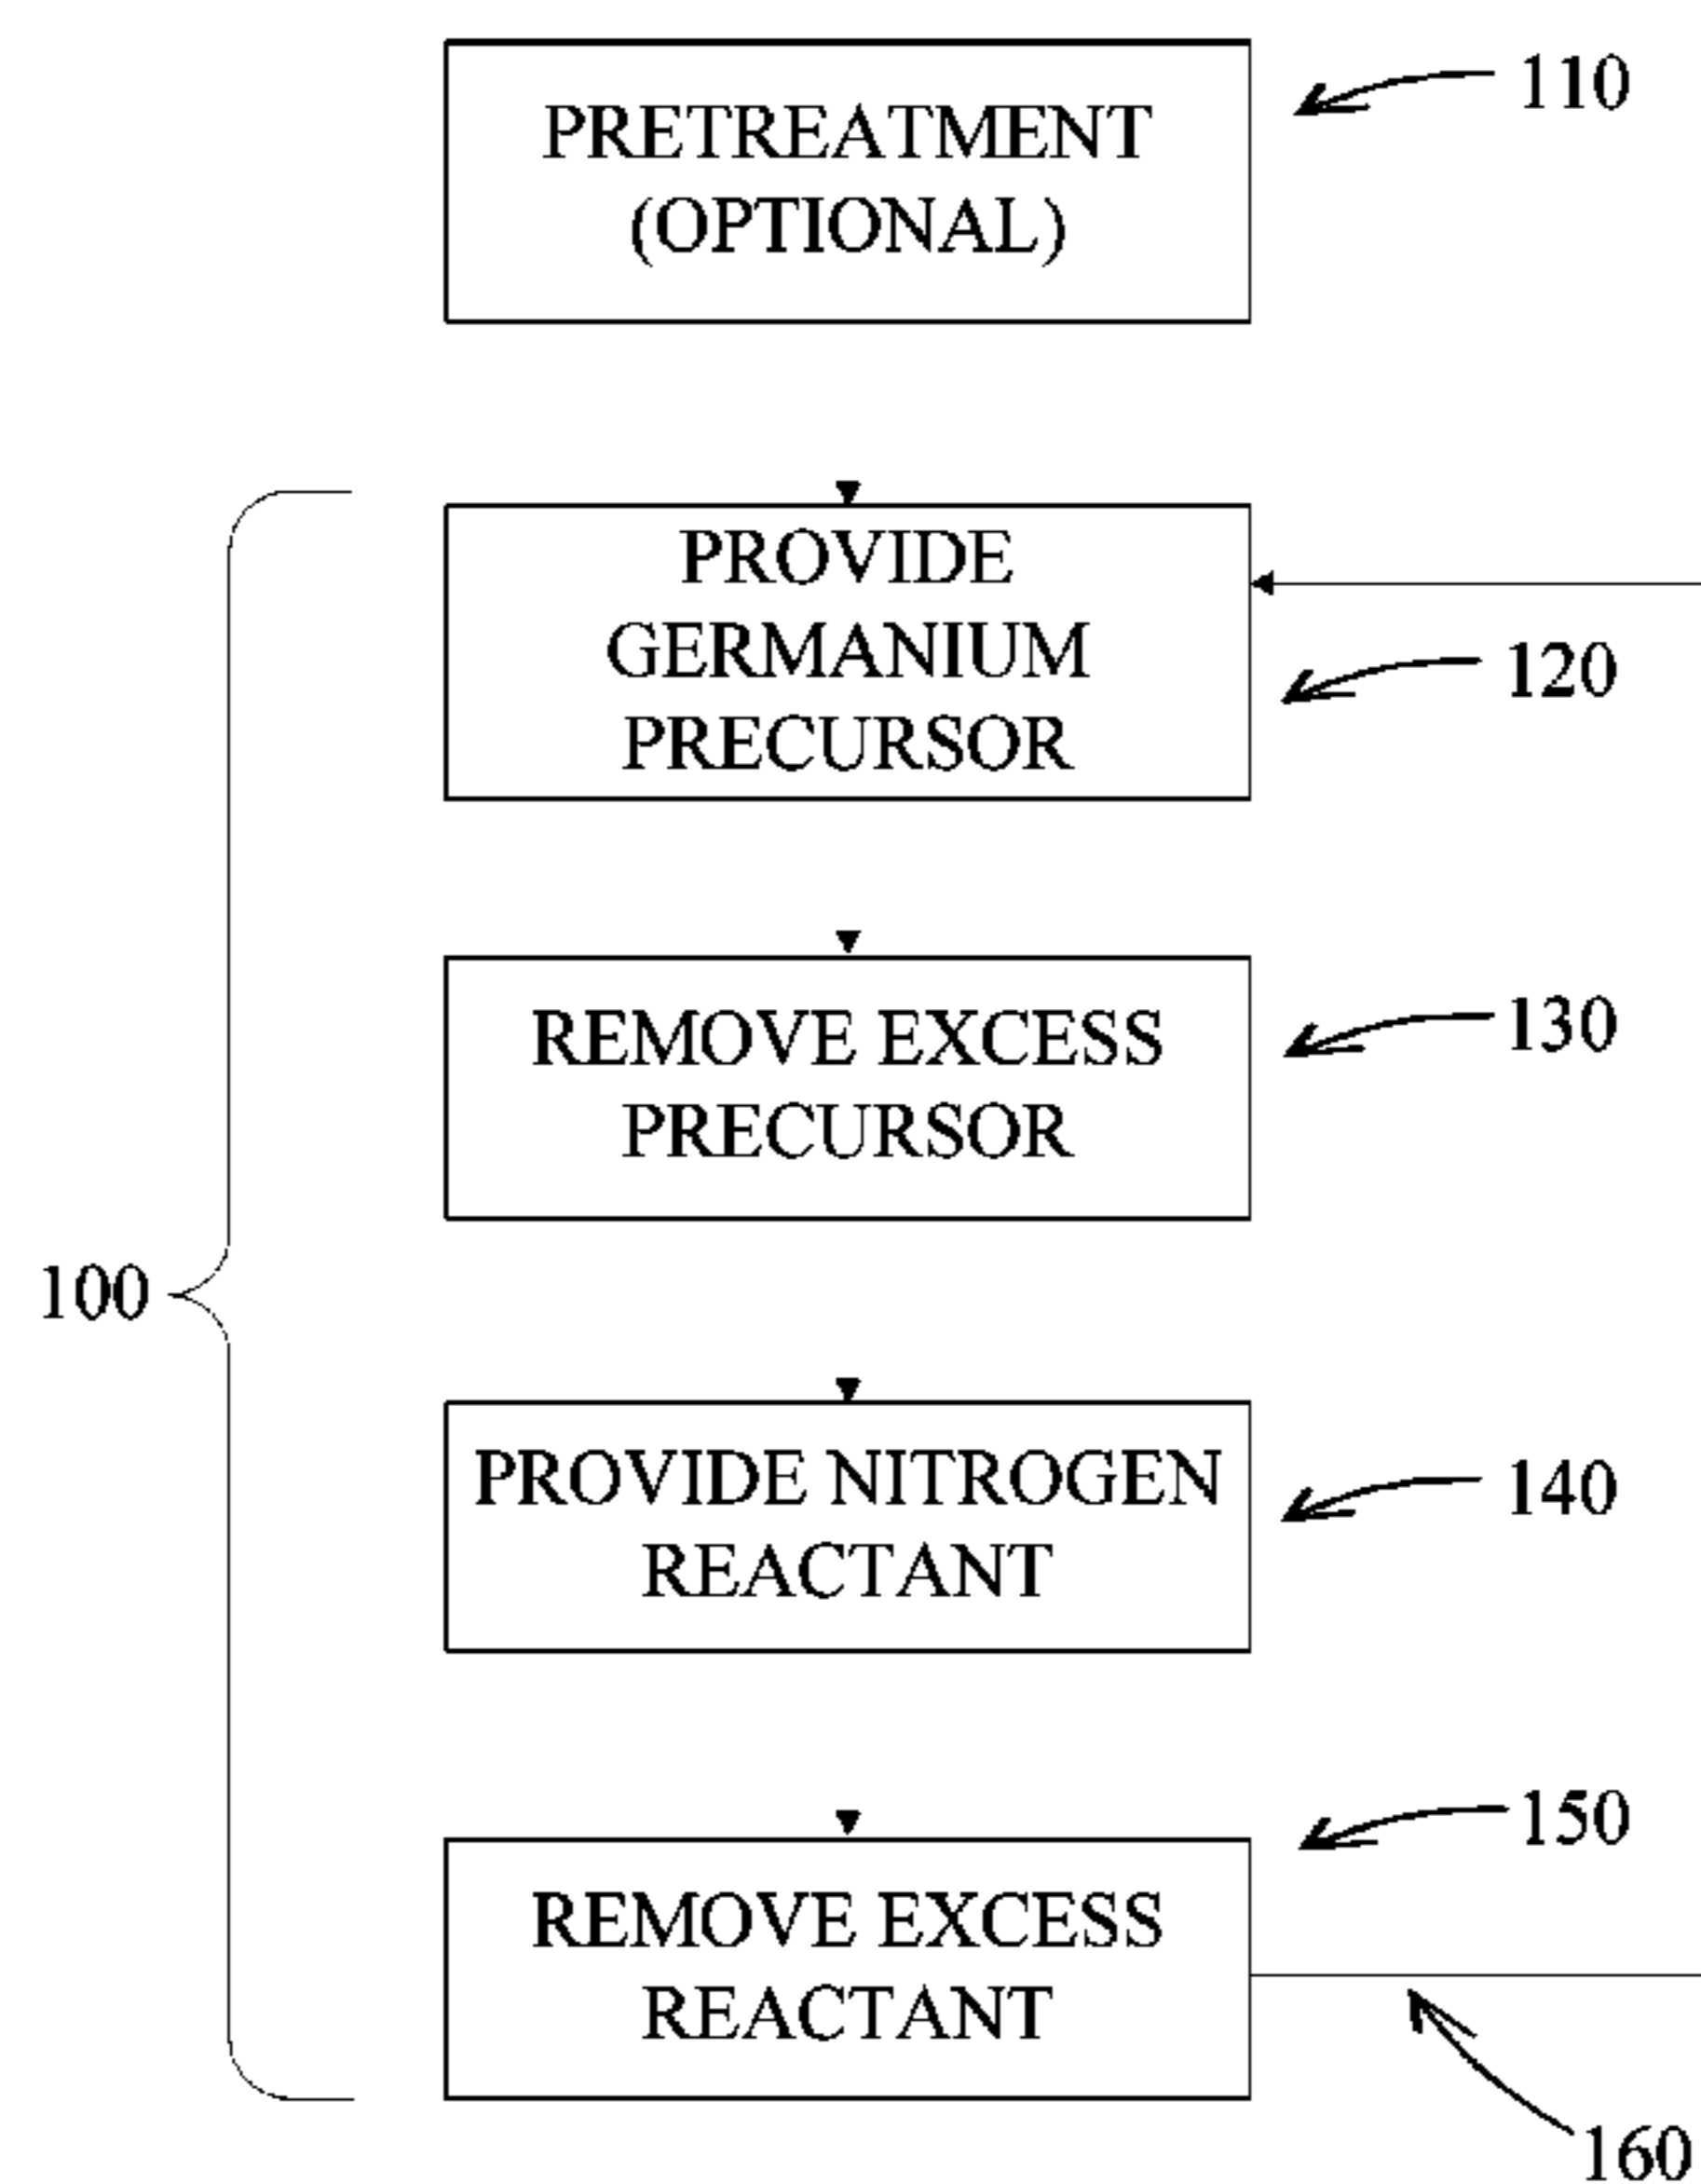 PRETREATMENT
(OPTIONAL)
110
PROVIDE
GERMANIUM
PRECURSOR
120
REMOVE EXCESS
PRECURSOR
130
100
PROVIDE NITROGEN
REACTANT
140
REMOVE EXCESS
REACTANT
150
160